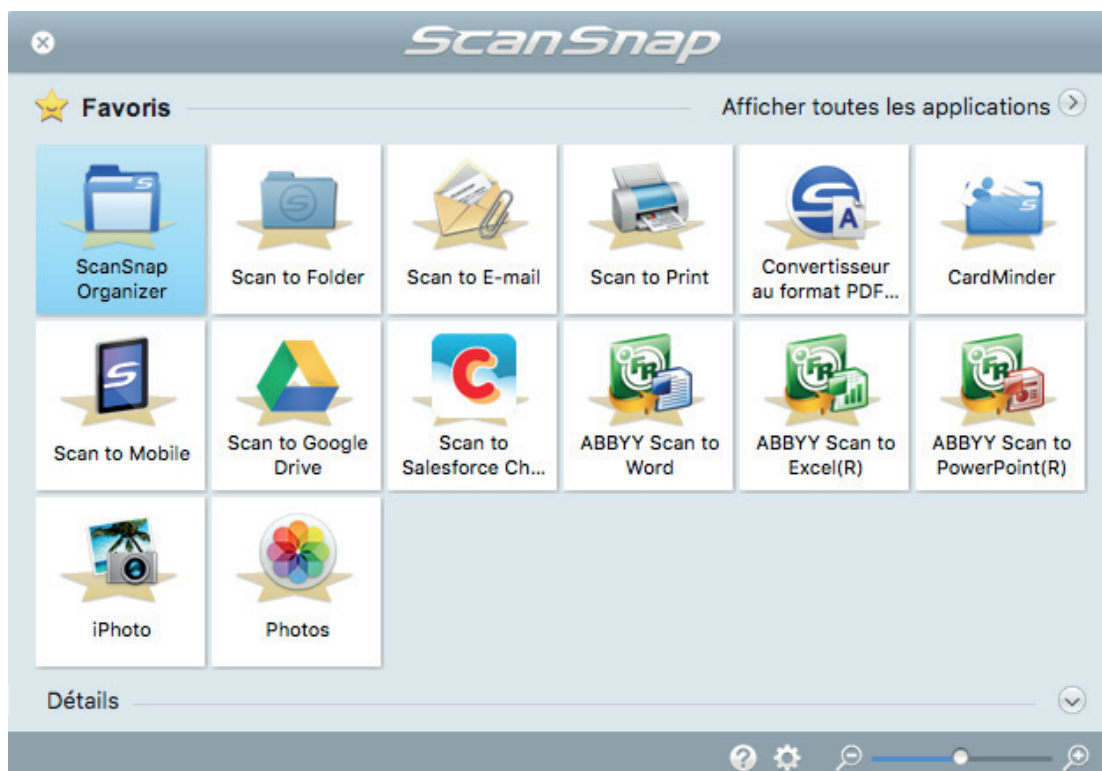 ScanSnap
Favoris
Afficher toutes les applications
ScanSnap
Organizer
Scan to Folder
Scan to E-mail
Scan to Print
Convertisseur
au format PDF...
CardMinder
Scan to Mobile
Scan to Google
Drive
Scan to
Salesforce Ch...
ABBYY Scan to
Word
ABBYY Scan to
Excel(R)
ABBYY Scan to
PowerPoint(R)
iPhoto
Photos
Détails